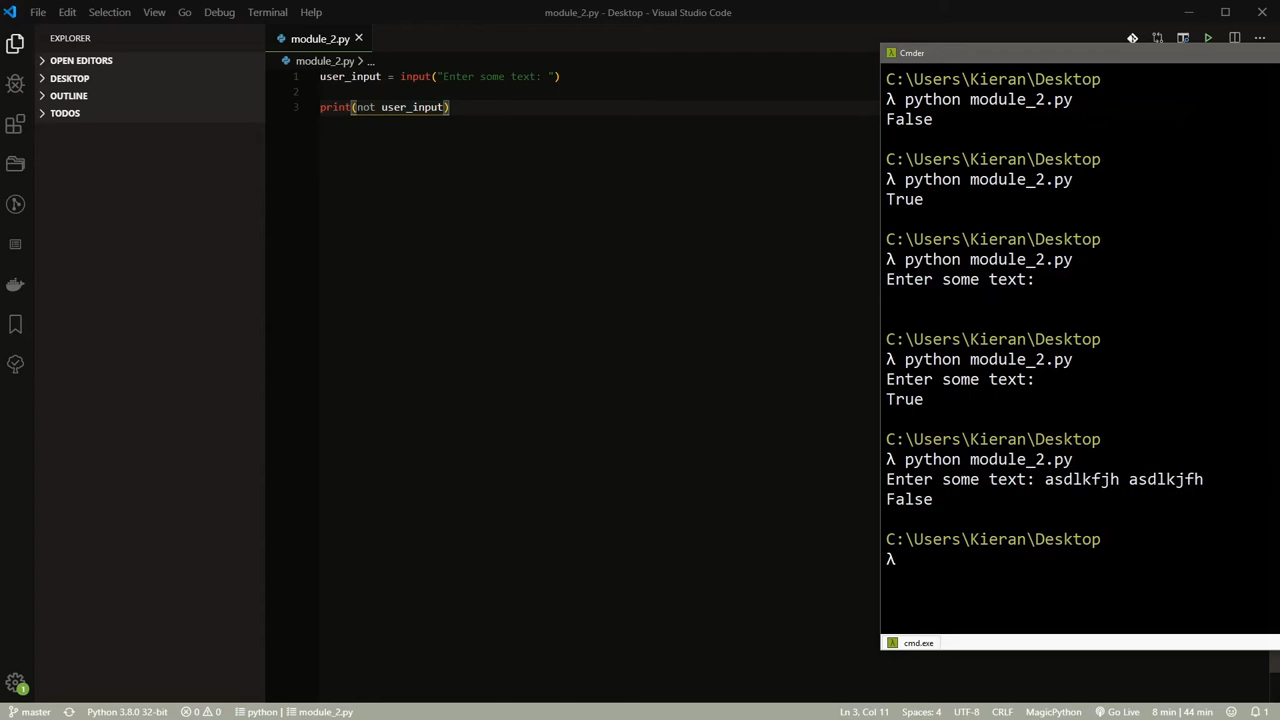 File Edit Selection View Go Debug Terminal Help
module_2.py - Desktop - Visual Studio Code
EXPLORER
OPEN EDITORS
DESKTOP
OUTLINE
TODOS
module_2.py
module_2.py > ...
1 user_input = input("Enter some text: ")
2
3 print(not user_input)
Cmder
C:\Users\Kieran\Desktop
λ python module_2.py
False
C:\Users\Kieran\Desktop
λ python module_2.py
True
C:\Users\Kieran\Desktop
λ python module_2.py
Enter some text:
C:\Users\Kieran\Desktop
λ python module_2.py
Enter some text:
True
C:\Users\Kieran\Desktop
λ python module_2.py
Enter some text: asdlkfjh asdlkjfh
False
C:\Users\Kieran\Desktop
λ
cmd.exe
1
master 0 0 Python 3.8.0 32-bit python | module_2.py Ln 3, Col 11 Spaces: 4 UTF-8 CRLF MagicPython Go Live 8 min | 44 min 1